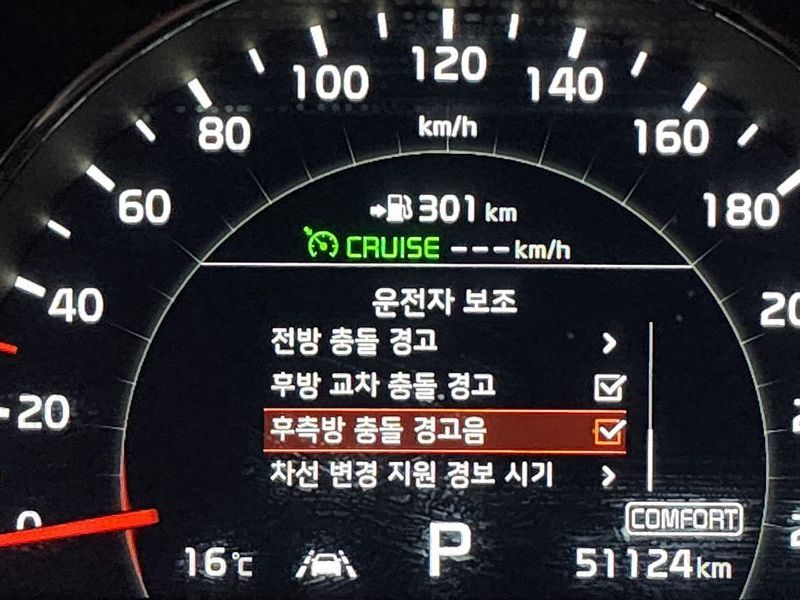 120
100
140
80
160
km/h
60
180
301 km
CRUISE ---km/h
40
운전자 보조
전방 충돌 경고
후방 교차 충돌 경고
20
후측방 충돌 경고음
차선 변경 지원 경보 시기
0
COMFORT
16℃
P
51124km